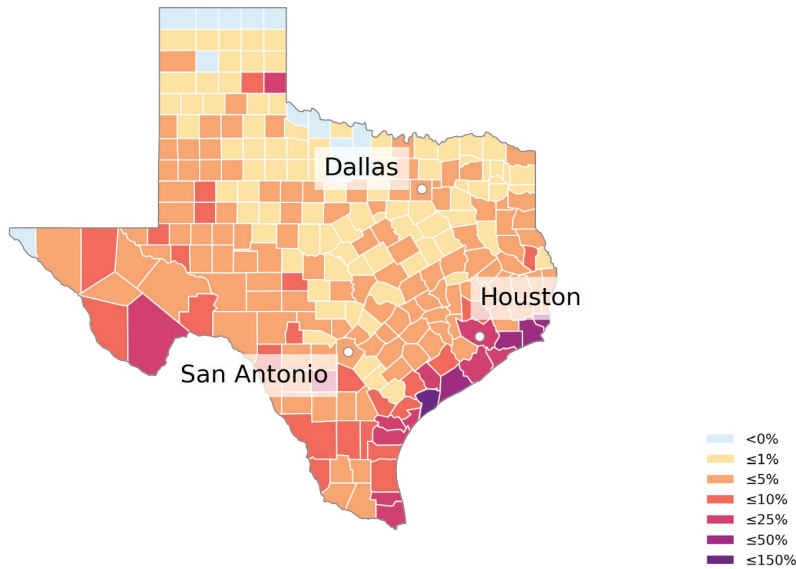 Dallas
Houston
San Antonio
<0%
≤1%
≤5%
≤10%
≤25%
≤50%
≤150%